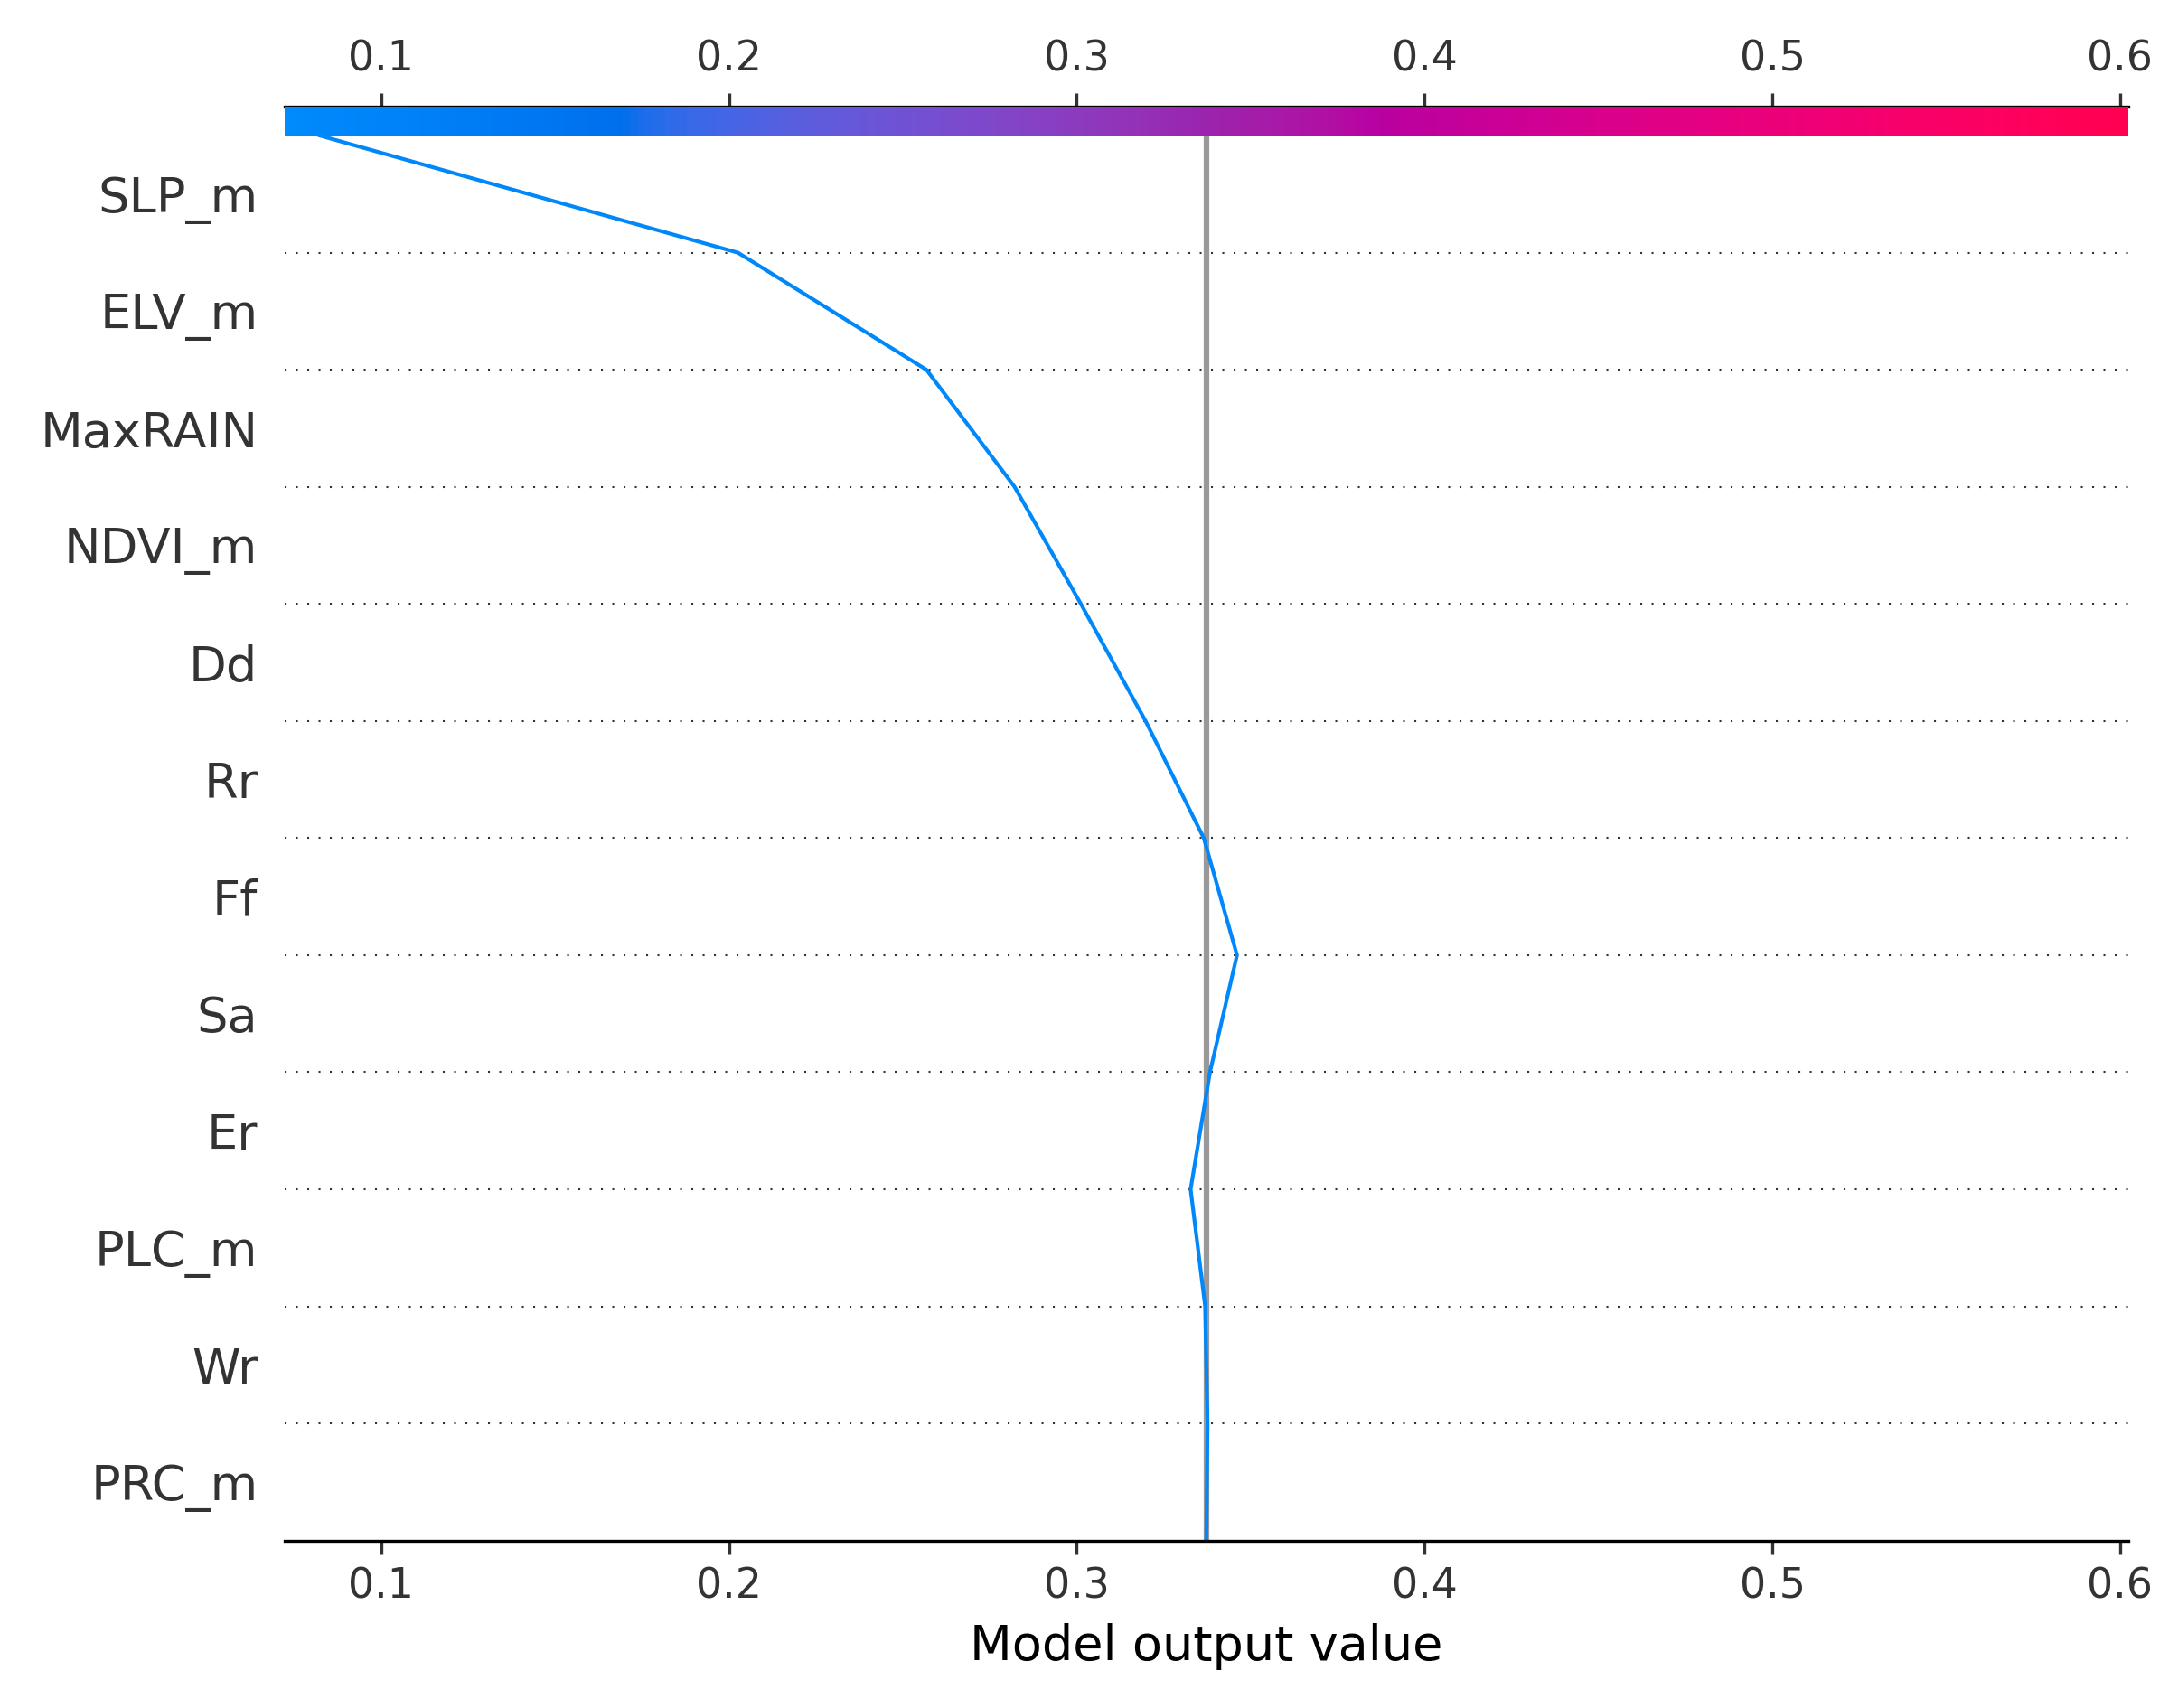 0.1 0.2 0.3 0.4 0.5 0.6
SLP_m
ELV_m
MaxRAIN
NDVI_m
Dd
Rr
Ff
Sa
Er
PLC_m
Wr
PRC_m
0.1 0.2 0.3 0.4 0.5 0.6
Model output value